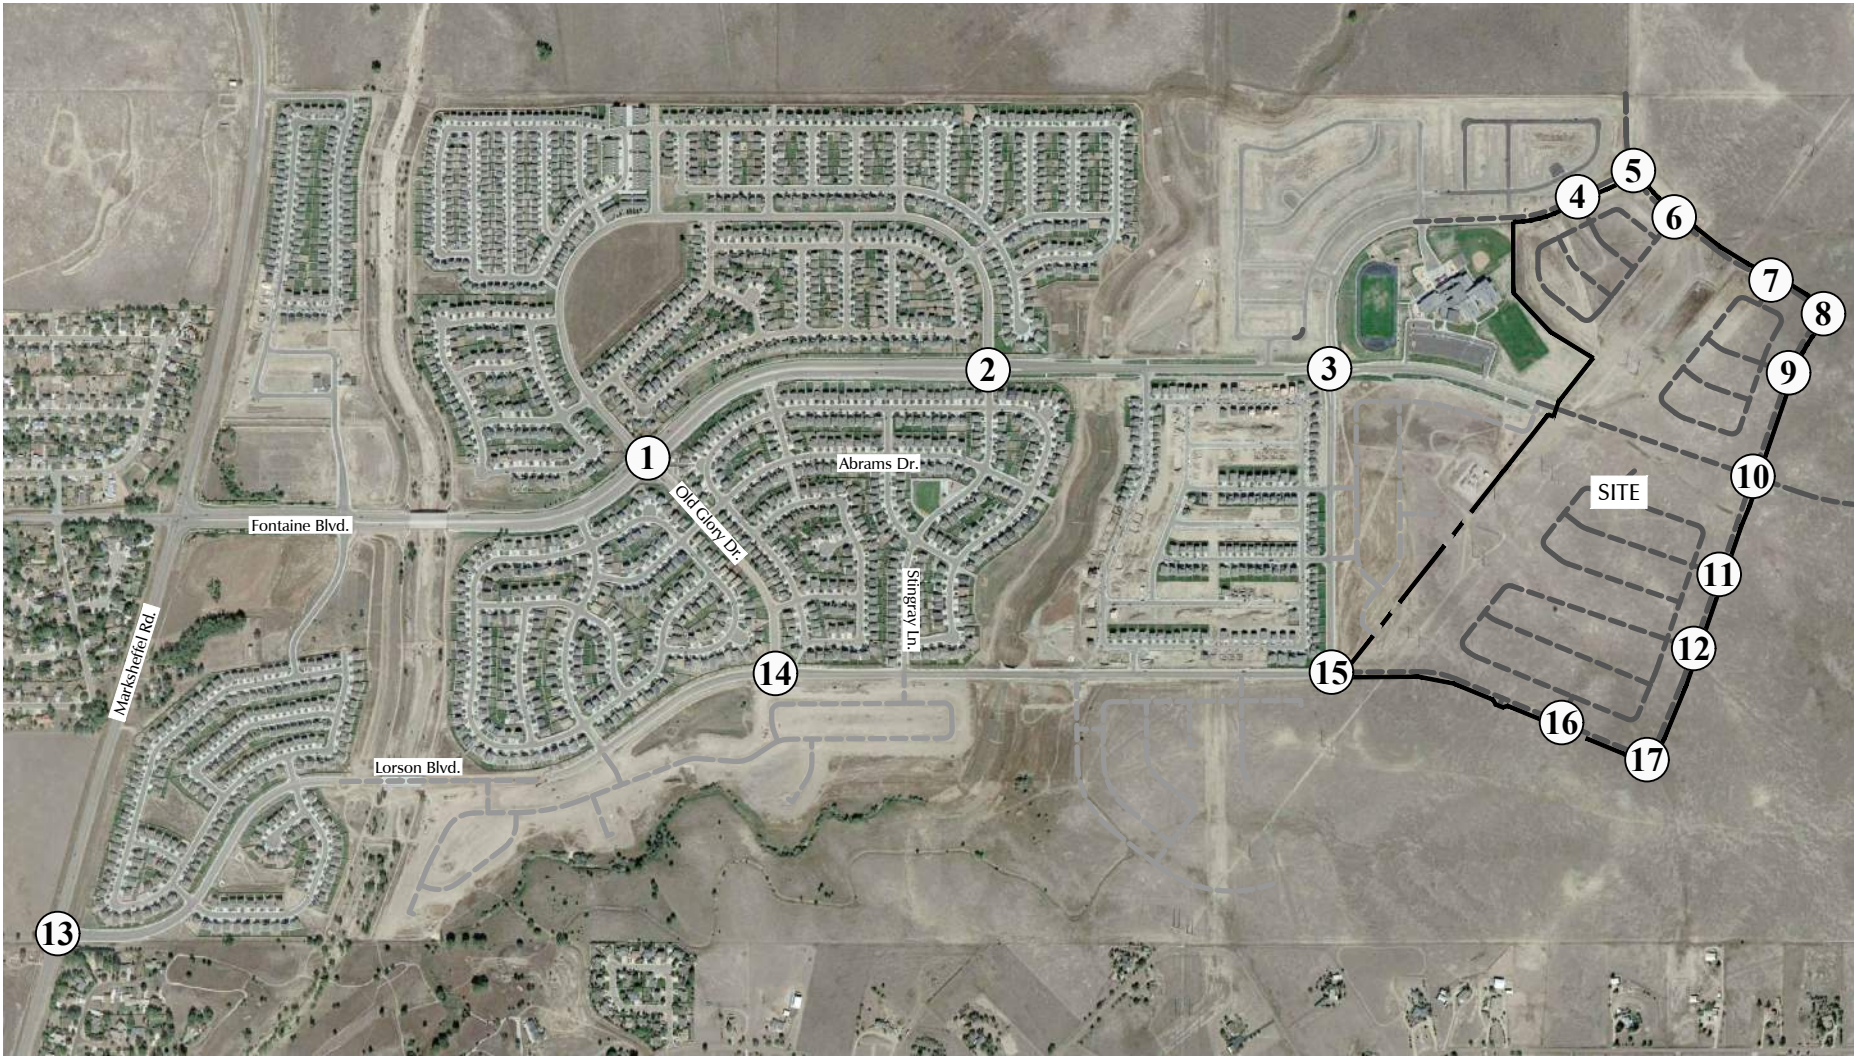 5
4
6
7
8
2
3
9
1
Abrams Dr.
10
SITE
Old Glory Dr.
Fontaine Blvd.
11
Stingray Ln.
12
Marksheffel Rd.
14
15
16
17
Lorson Blvd.
13